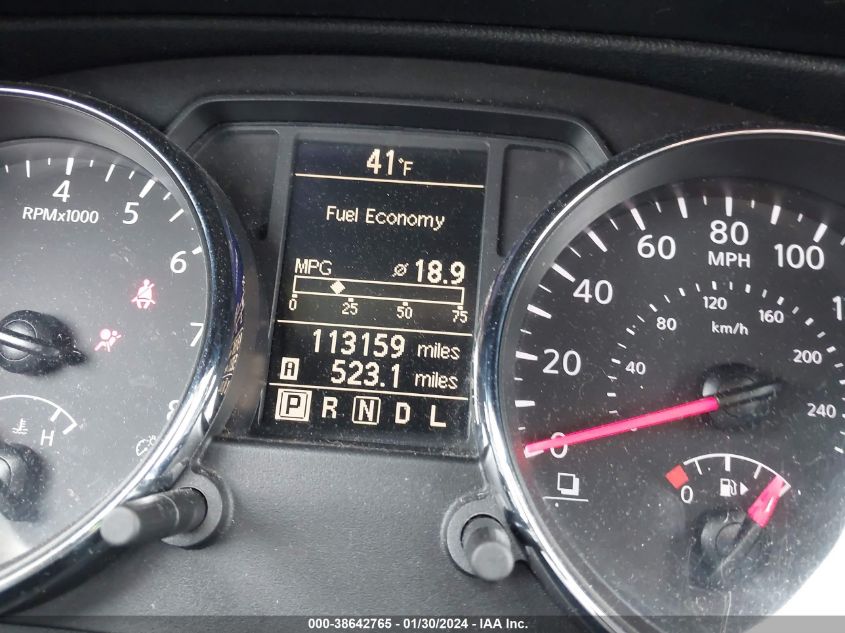 41°F
Fuel Economy
MPG ⌀ 18.9
0 25 50 75
113159 miles
A 523.1 miles
P R N D L
4 5 6 7 8
RPMx1000
H
0 20 40 60 80 100
MPH
40 80 120 160 200 240
km/h
0
000-38642765 / 01/30/2024 - IAA Inc.